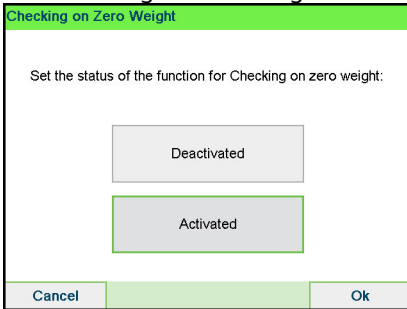 Checking on Zero Weight
Set the status of the function for Checking on zero weight:
Deactivated
Activated
Cancel
Ok